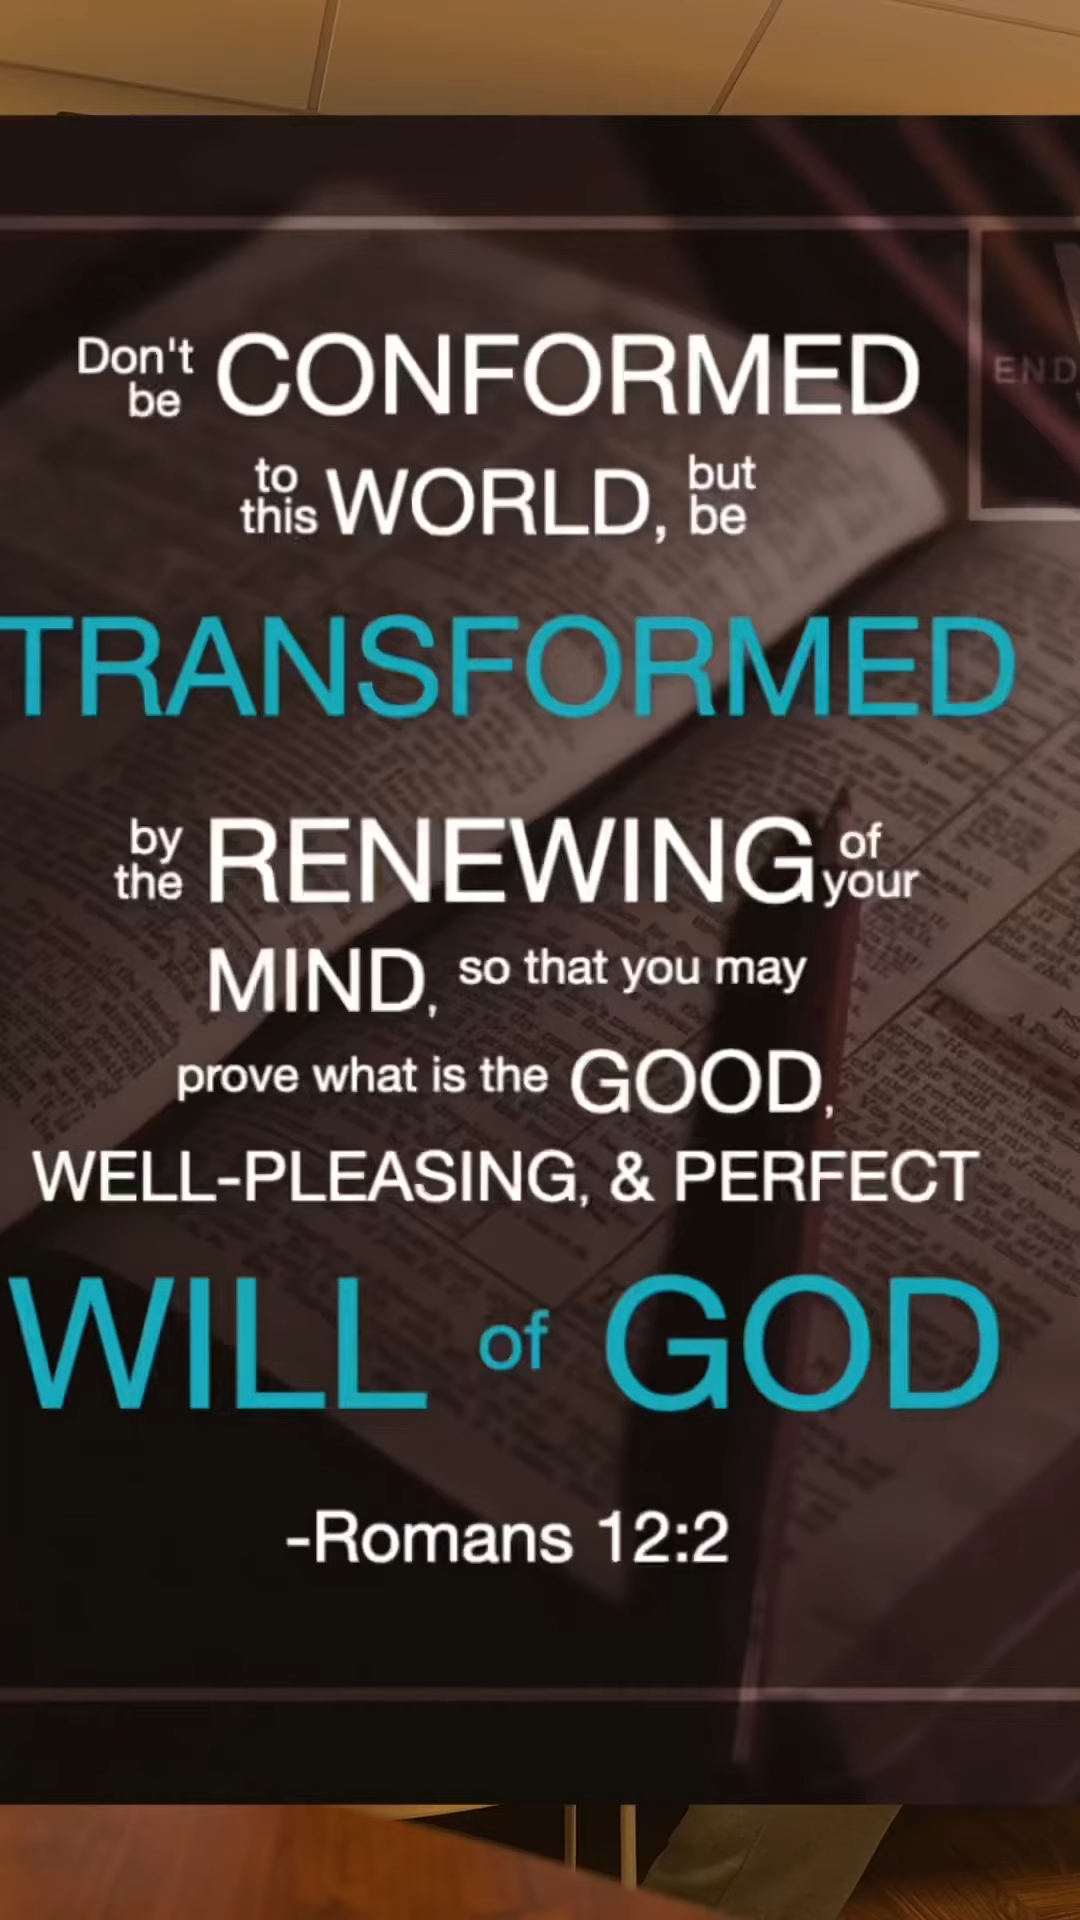 Don't be CONFORMED
to this WORLD, but be
TRANSFORMED
by the RENEWING of your
MIND, so that you may
prove what is the GOOD,
WELL-PLEASING, & PERFECT
WILL of GOD
-Romans 12:2
END